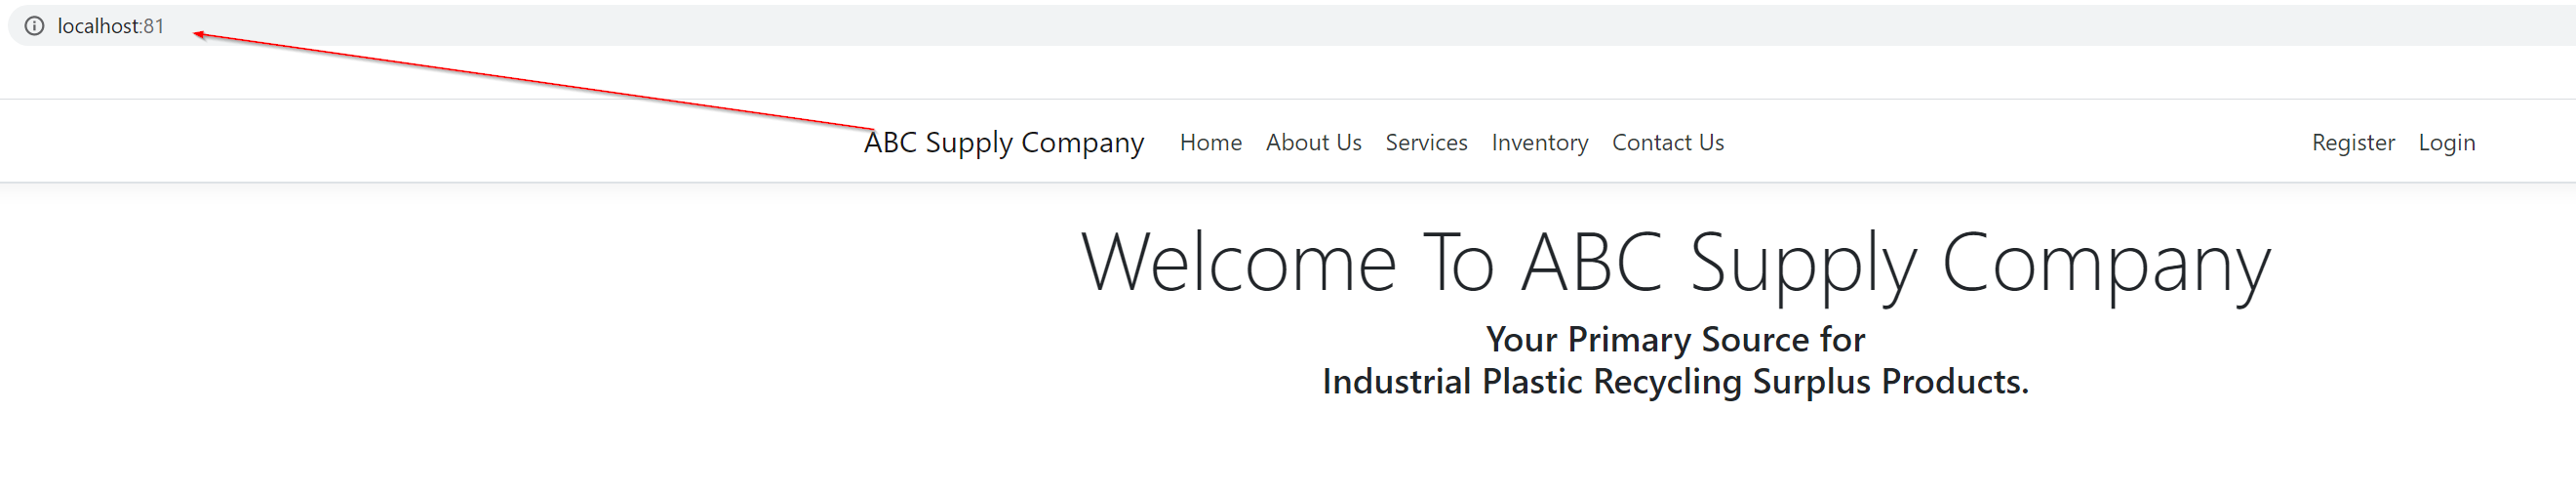 localhost:81
ABC Supply Company Home About Us Services Inventory Contact Us Register Login
Welcome To ABC Supply Company
Your Primary Source for
Industrial Plastic Recycling Surplus Products.